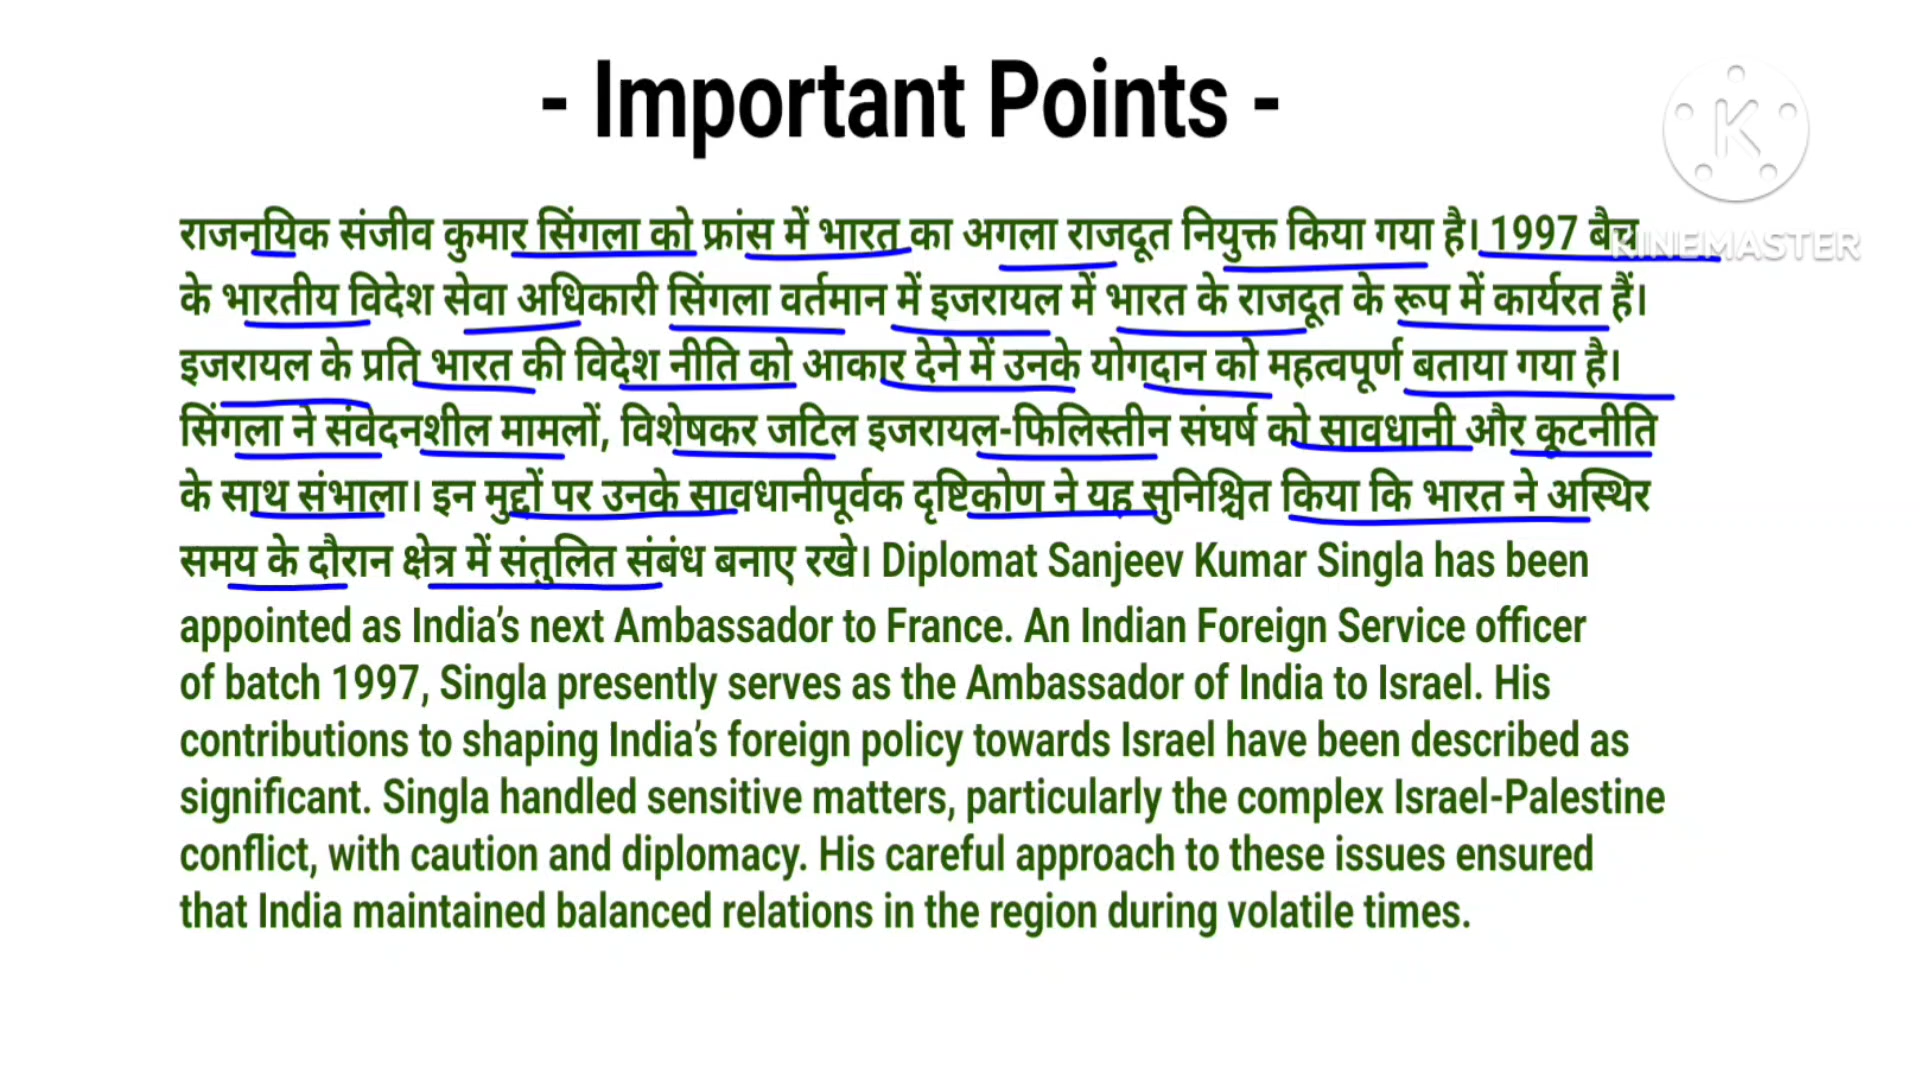 - Important Points -
K
KINEMASTER
राजनयिक संजीव कुमार सिंगला को फ्रांस में भारत का अगला राजदूत नियुक्त किया गया है। 1997 बैच
के भारतीय विदेश सेवा अधिकारी सिंगला वर्तमान में इजरायल में भारत के राजदूत के रूप में कार्यरत हैं।
इजरायल के प्रति भारत की विदेश नीति को आकार देने में उनके योगदान को महत्वपूर्ण बताया गया है।
सिंगला ने संवेदनशील मामलों, विशेषकर जटिल इजरायल-फिलिस्तीन संघर्ष को सावधानी और कूटनीति
के साथ संभाला। इन मुद्दों पर उनके सावधानीपूर्वक दृष्टिकोण ने यह सुनिश्चित किया कि भारत ने अस्थिर
समय के दौरान क्षेत्र में संतुलित संबंध बनाए रखे। Diplomat Sanjeev Kumar Singla has been
appointed as India’s next Ambassador to France. An Indian Foreign Service officer
of batch 1997, Singla presently serves as the Ambassador of India to Israel. His
contributions to shaping India’s foreign policy towards Israel have been described as
significant. Singla handled sensitive matters, particularly the complex Israel-Palestine
conflict, with caution and diplomacy. His careful approach to these issues ensured
that India maintained balanced relations in the region during volatile times.